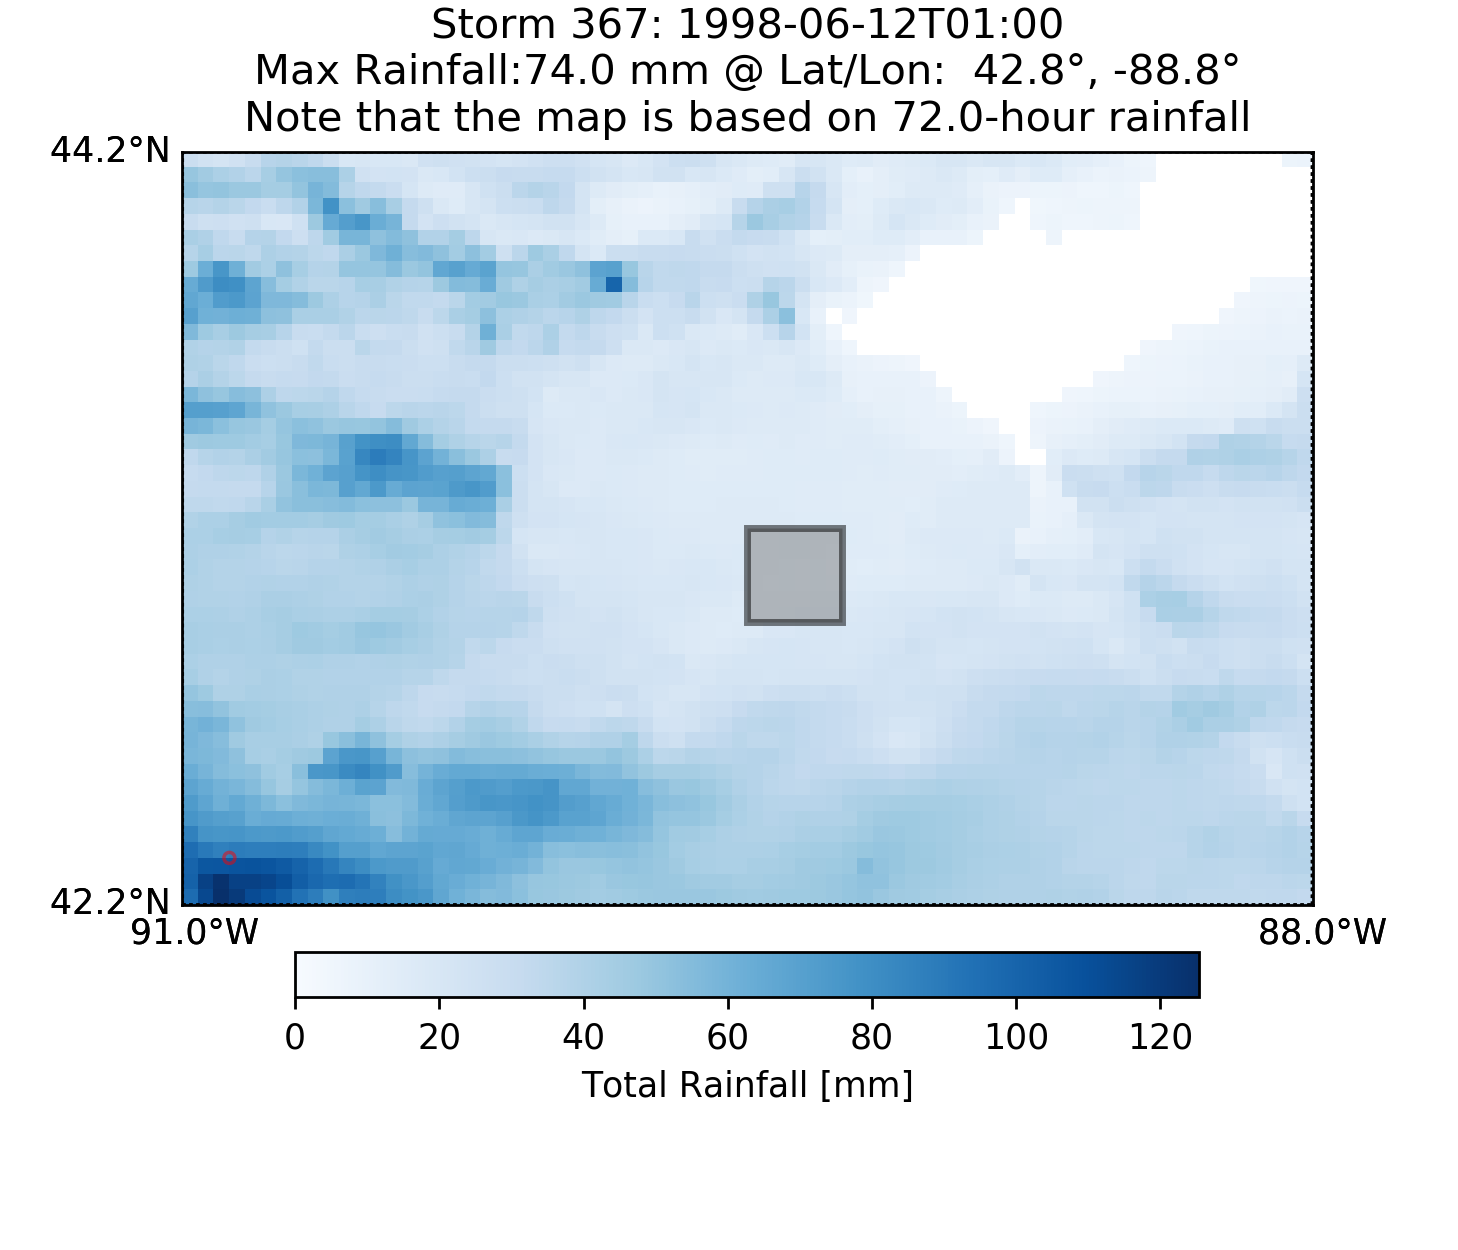 Storm 367: 1998-06-12T01:00
Max Rainfall:74.0 mm @ Lat/Lon:  42.8°, -88.8°
Note that the map is based on 72.0-hour rainfall
44.2°N
42.2°N
91.0°W 88.0°W
0 20 40 60 80 100 120
Total Rainfall [mm]